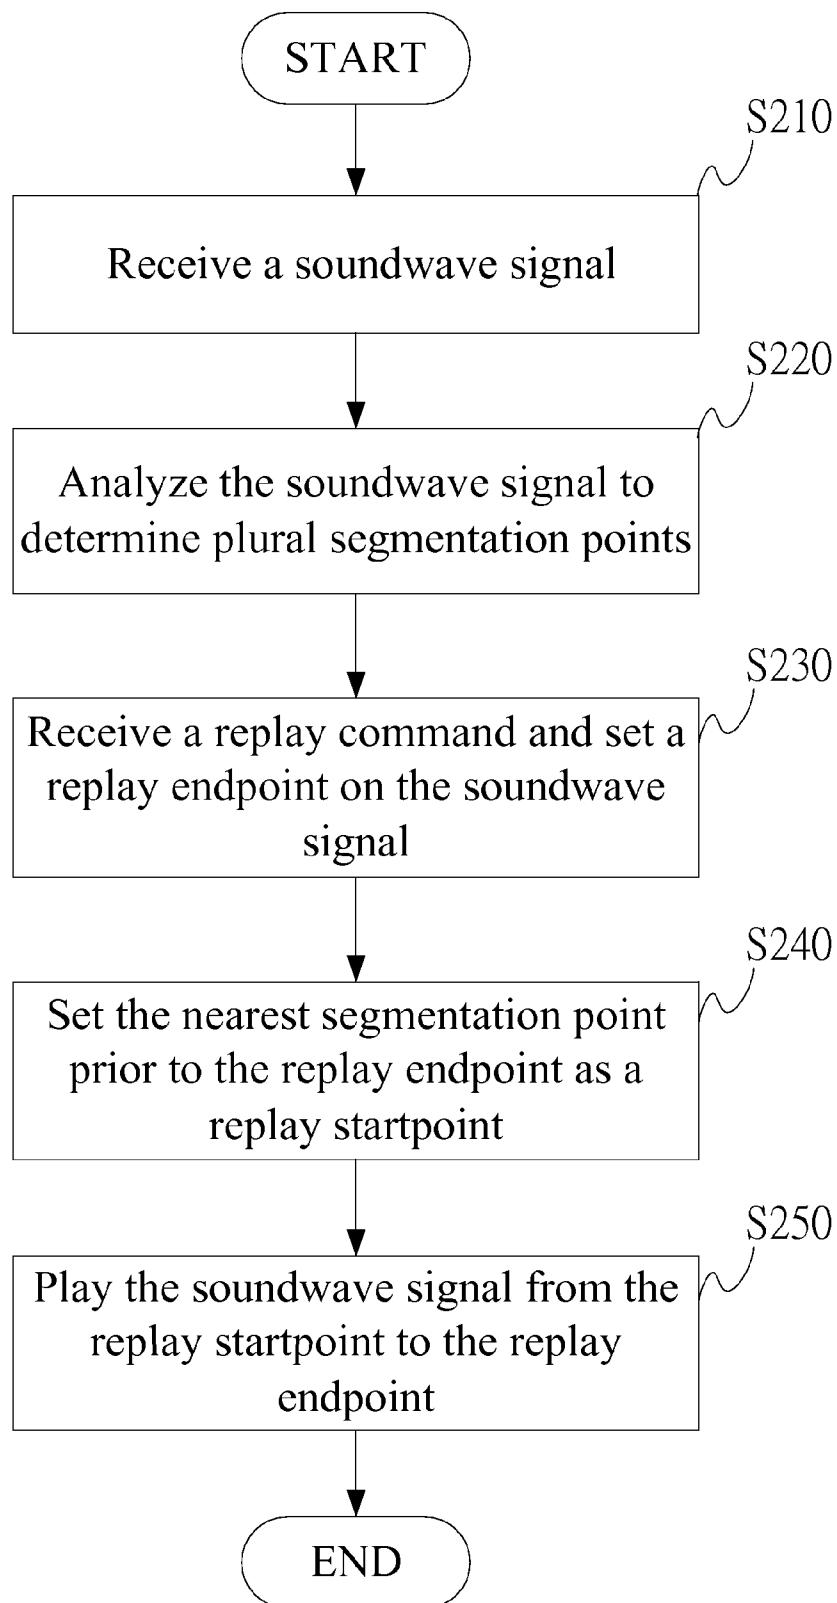 START
S210
Receive a soundwave signal
S220
Analyze the soundwave signal to
determine plural segmentation points
S230
Receive a replay command and set a
replay endpoint on the soundwave
signal
S240
Set the nearest segmentation point
prior to the replay endpoint as a
replay startpoint
S250
Play the soundwave signal from the
replay startpoint to the replay
endpoint
END